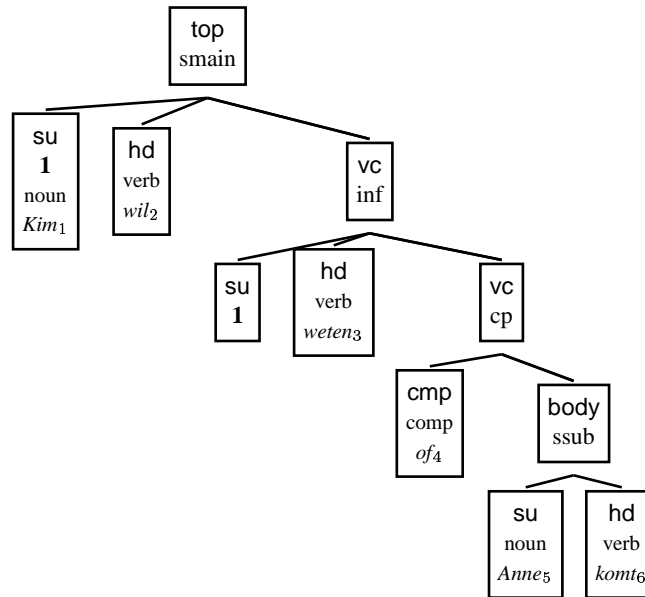 top
smain
su
1
noun
Kim1
hd
verb
wil2
vc
inf
su
1
hd
verb
weten3
vc
cp
cmp
comp
of4
body
ssub
su
noun
Anne5
hd
verb
komt6